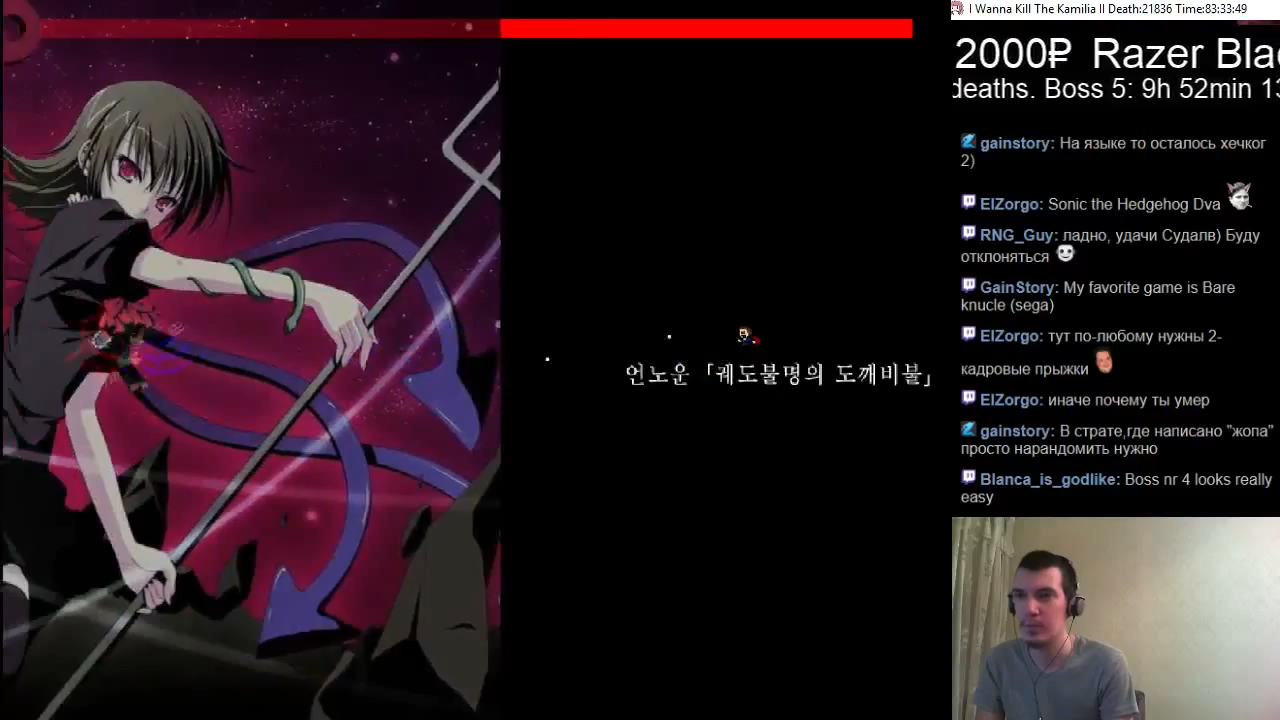 I Wanna Kill The Kamilia II Death:21836 Time:83:33:49
2000₽ Razer Bla
deaths. Boss 5: 9h 52min 13
gainstory: На языке то осталось хечког
2)
ElZorgo: Sonic the Hedgehog Dva
RNG_Guy: ладно, удачи Судалв) Буду
отклоняться
GainStory: My favorite game is Bare
knucle (sega)
ElZorgo: тут по-любому нужны 2-
кадровые прыжки
언노운「궤도불명의 도깨비불」
ElZorgo: иначе почему ты умер
gainstory: В страте,где написано "жопа"
просто нарандомить нужно
Blanca_is_godlike: Boss nr 4 looks really
easy